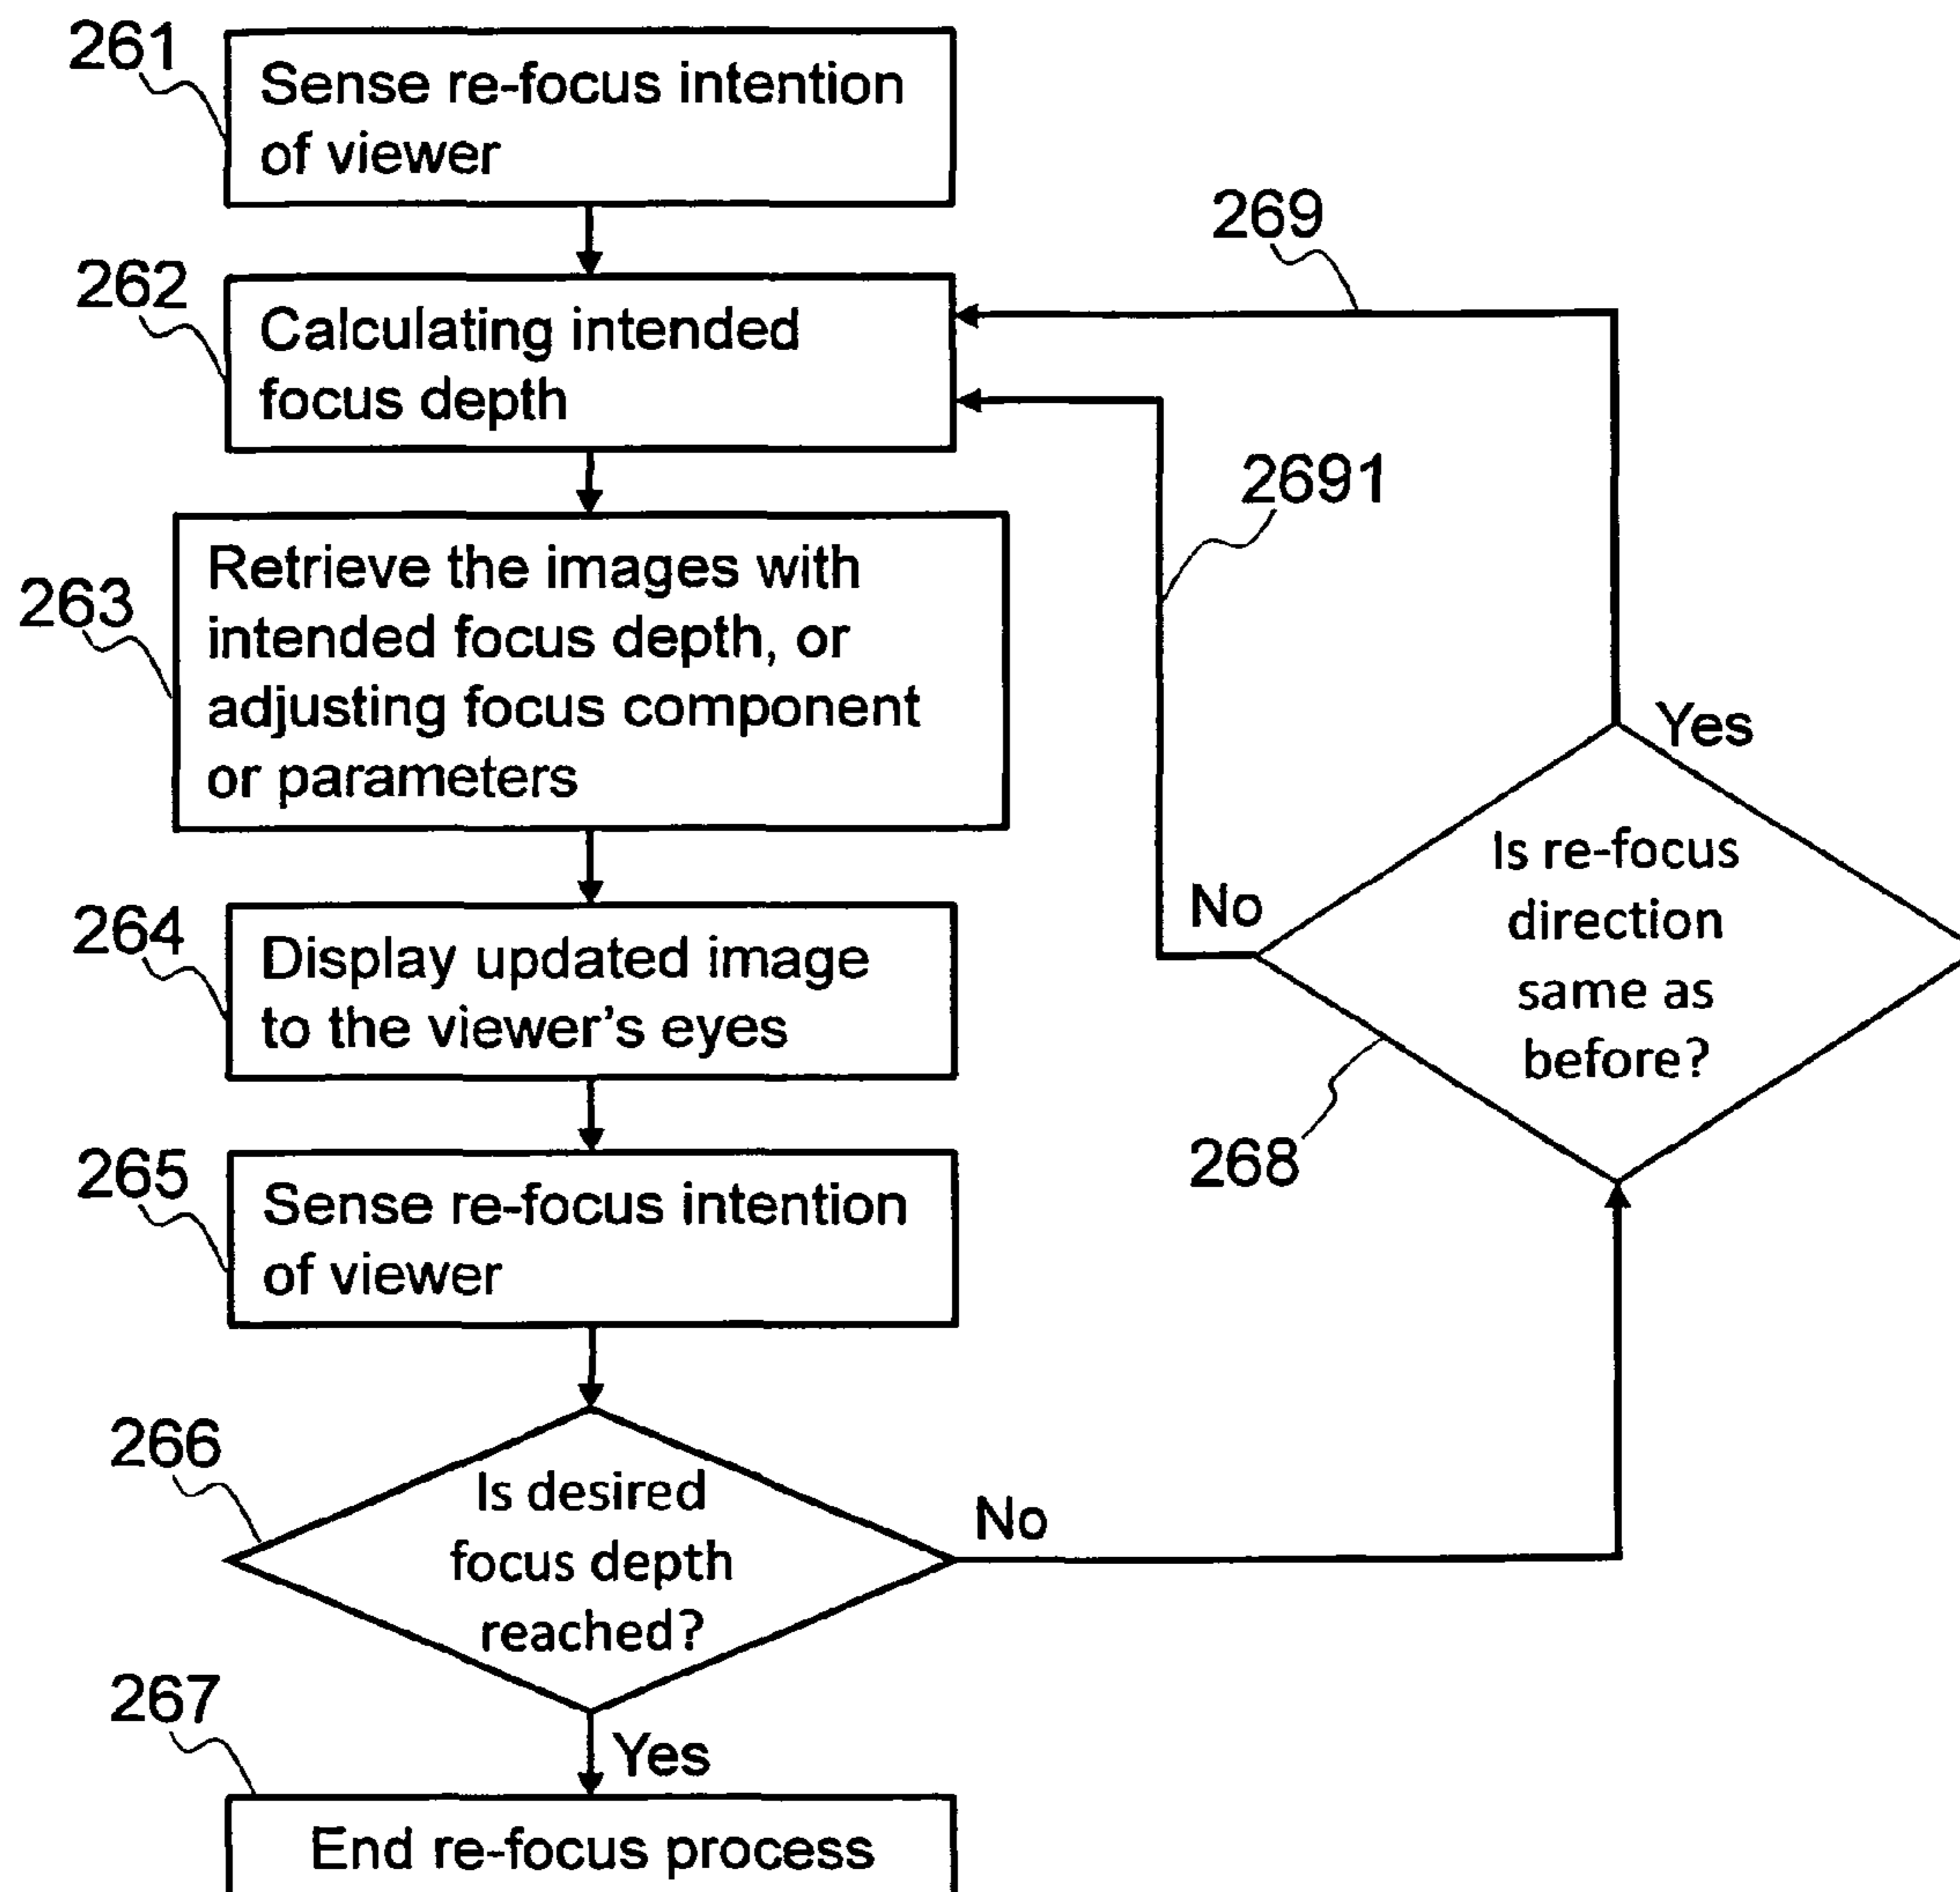 261
Sense re-focus intention
of viewer
262
Calculating intended
focus depth
263
Retrieve the images with
intended focus depth, or
adjusting focus component
or parameters
264
Display updated image
to the viewer's eyes
265
Sense re-focus intention
of viewer
266
Is desired
focus depth
reached?
No
Yes
267
End re-focus process
268
Is re-focus
direction
same as
before?
Yes
No
269
2691